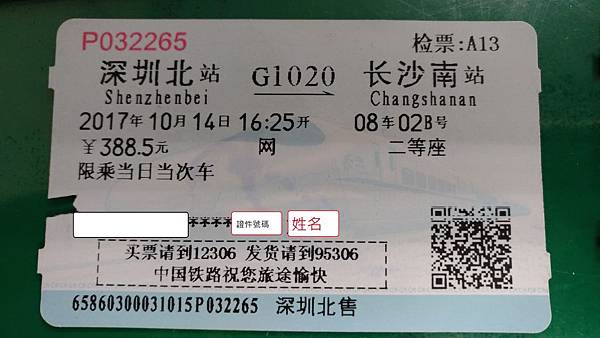 P032265 检票:A13
深圳北站 G1020 长沙南站
Shenzhenbei Changshanan
2017年10月14日 16:25开 08车02B号
￥388.5元 网 二等座
限乘当日当次车
**** 證件號碼 姓名
买票请到12306 发货请到95306
中国铁路祝您旅途愉快
65860300031015P032265 深圳北售